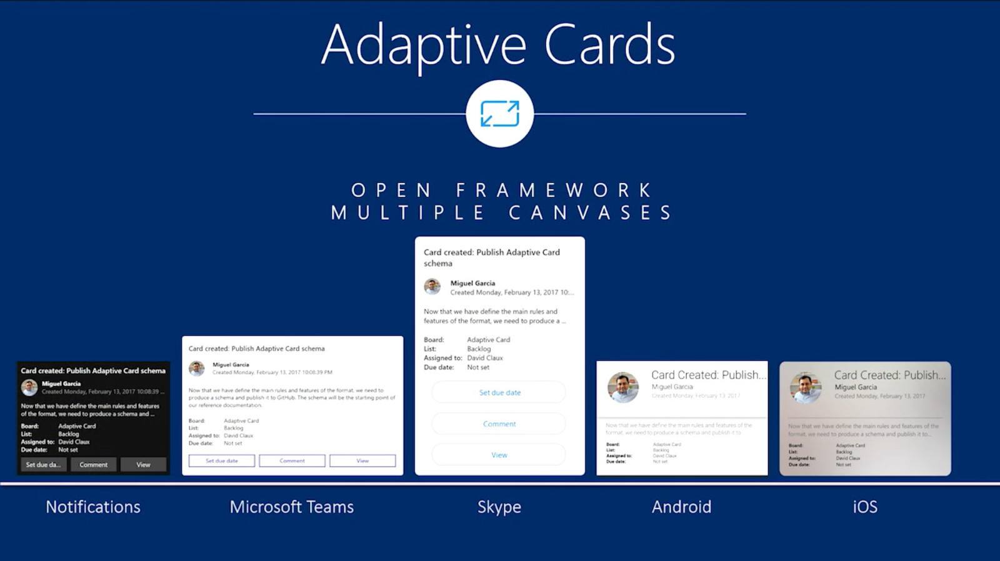 Adaptive Cards
OPEN FRAMEWORK
MULTIPLE CANVASES
Card created: Publish Adaptive Card schema
Miguel Garcia
Created Monday, February 13, 2017 10:08:39 ...
Now that we have define the main rules and features
of the format, we need to produce a schema and ...
Board: Adaptive Card
List: Backlog
Assigned to: David Claux
Due date: Not set
Set due da... Comment View
Card created: Publish Adaptive Card schema
Miguel Garcia
Created Monday, February 13, 2017 10:08:39 PM
Now that we have define the main rules and features of the format, we need to
produce a schema and publish it to GitHub. The schema will be the starting point of
our reference documentation.
Board: Adaptive Card
List: Backlog
Assigned to: David Claux
Due date: Not set
Set due date Comment View
Card created: Publish Adaptive Card
schema
Miguel Garcia
Created Monday, February 13, 2017 10:...
Now that we have define the main rules and
features of the format, we need to produce a ...
Board: Adaptive Card
List: Backlog
Assigned to: David Claux
Due date: Not set
Set due date
Comment
View
Card Created: Publish...
Miguel Garcia
Created Monday, February 13, 2017
Now that we have define the main rules and features of the
format, we need to produce a schema and publish it to
Board: Adaptive Card
List: Backlog
Assigned to: David Claux
Due date: Not set
Card Created: Publish...
Miguel Garcia
Created Monday, February 13, 2017
Now that we have define the main rules and features of the
format, we need to produce a schema and publish it to...
Board: Adaptive Card
List: Backlog
Assigned to: David Claux
Due date: Not set
Notifications
Microsoft Teams
Skype
Android
iOS